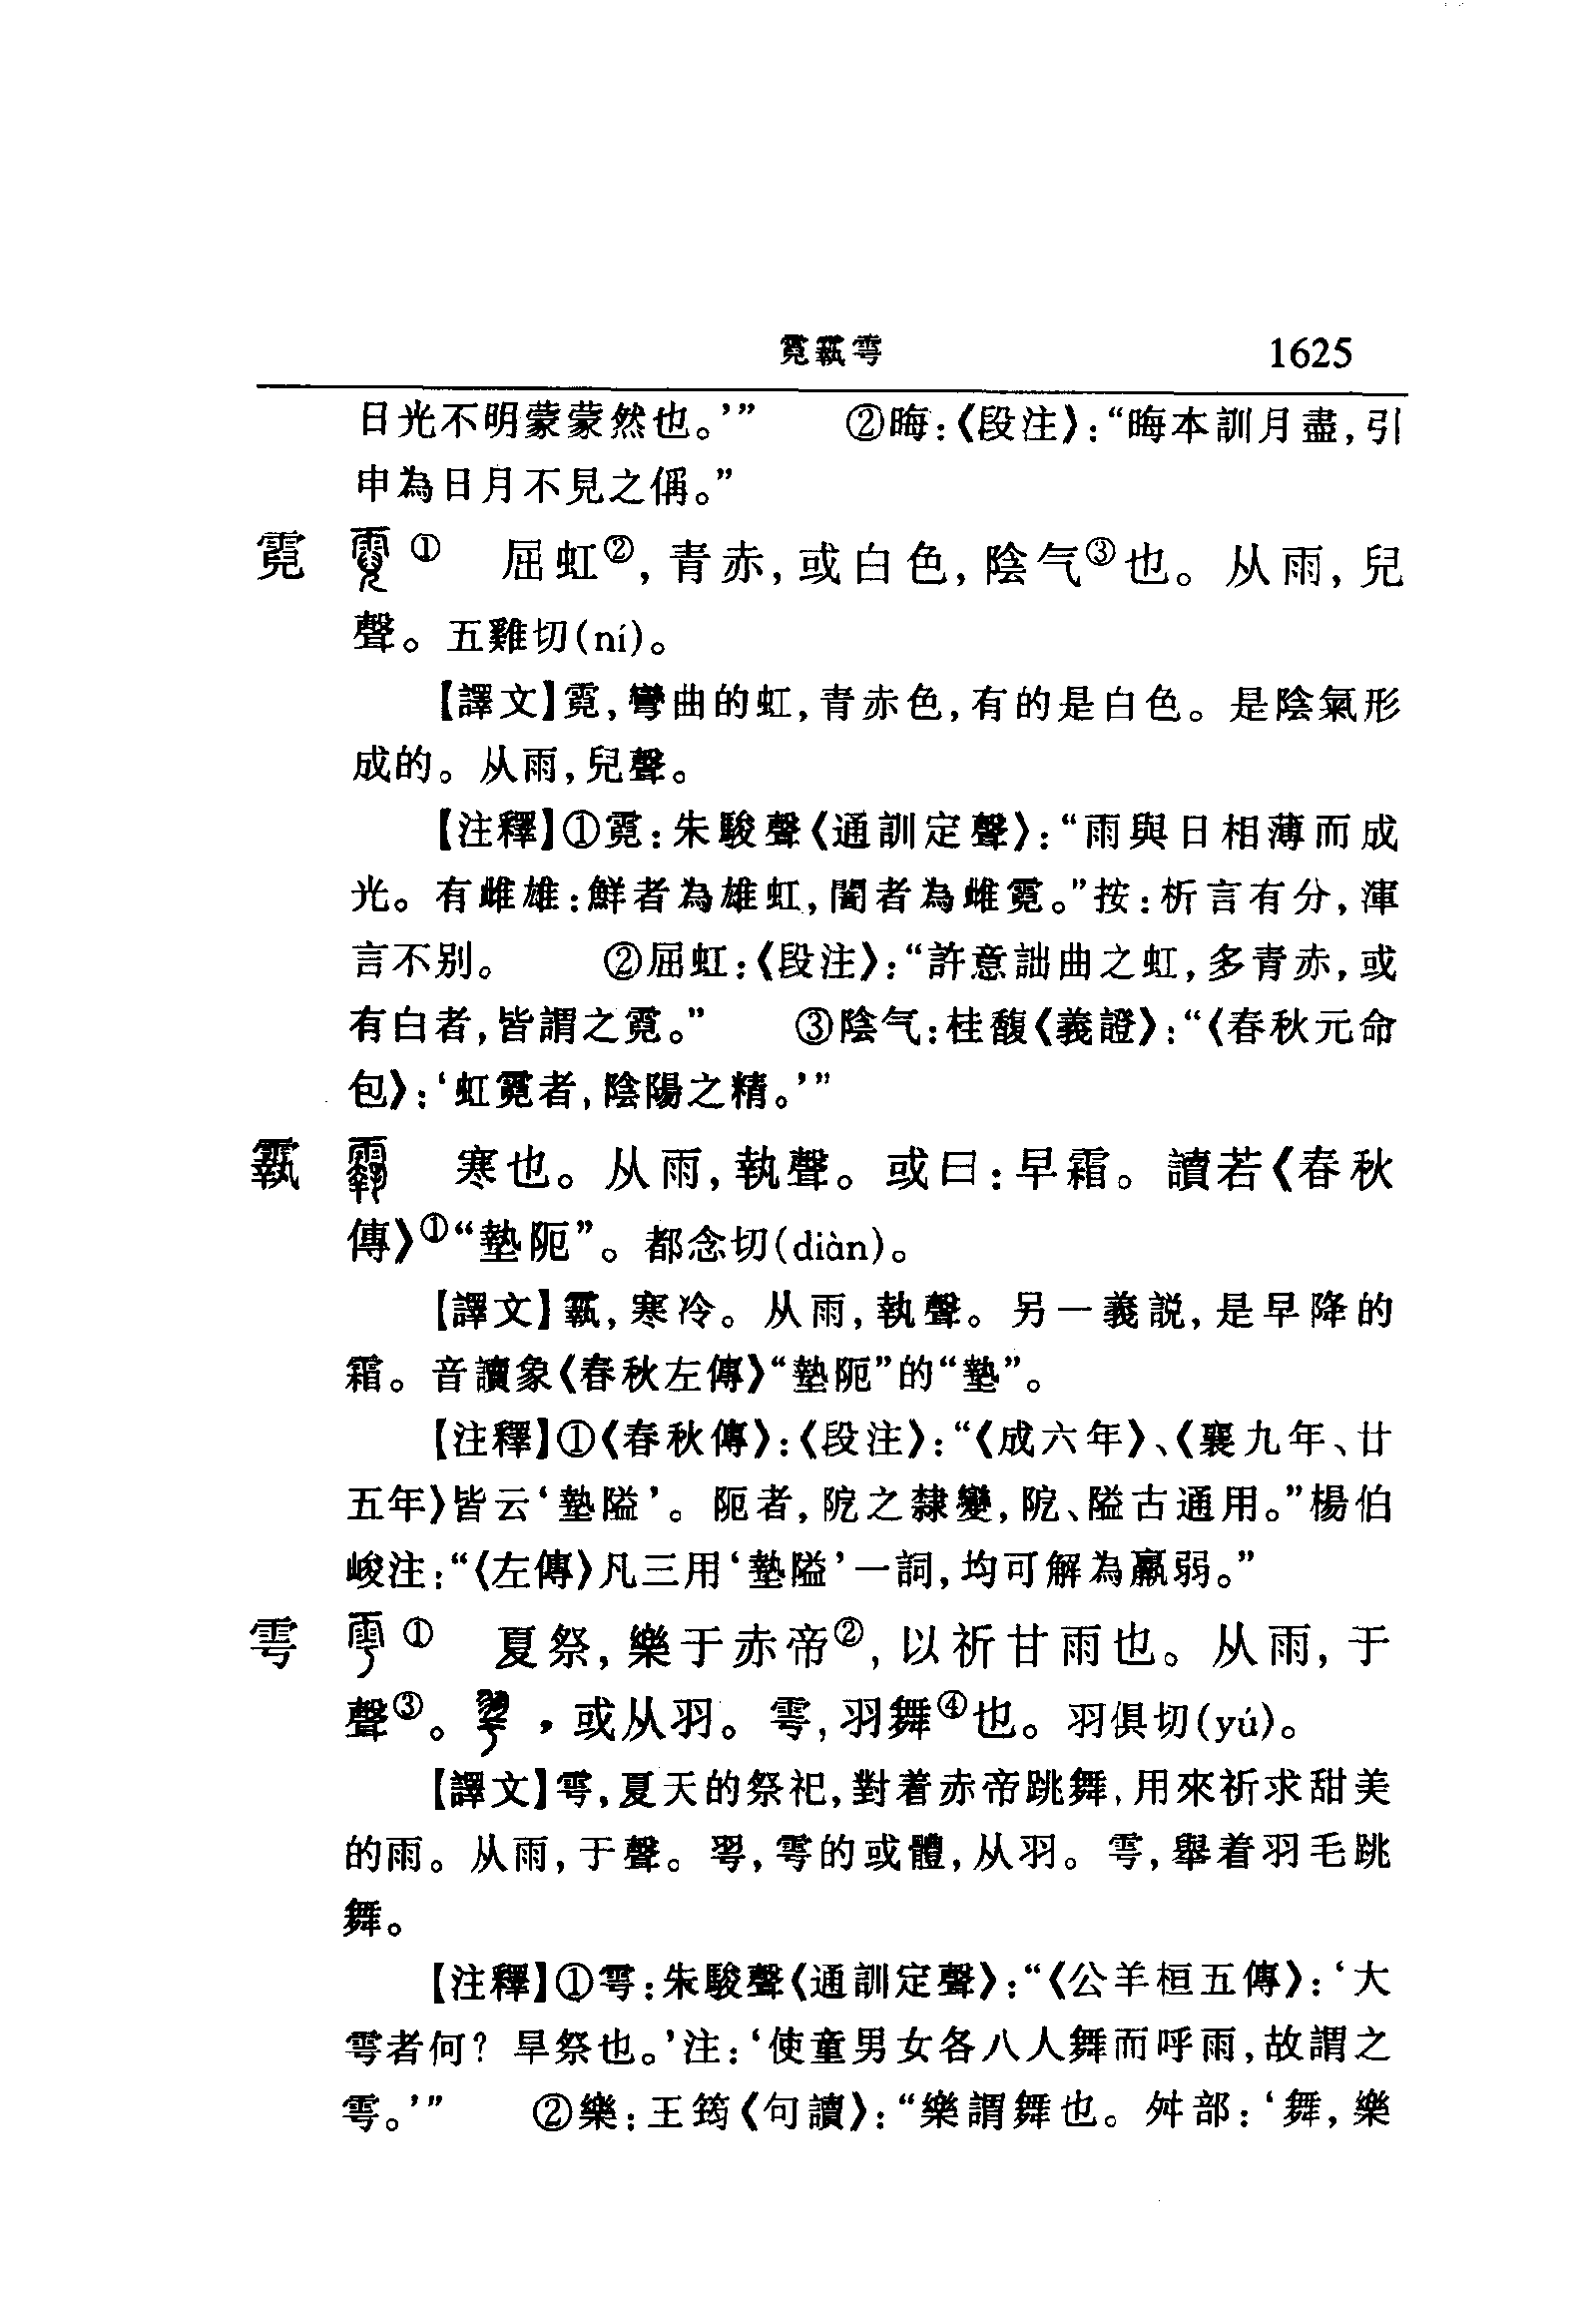 霓霵雩 1625
日光不明蒙蒙然也。’” ②晦:《段注》:“晦本訓月盡,引
申為日月不見之偁。”
霓 ① 屈虹②,青赤,或白色,陰气③也。从雨,兒
聲。五雞切(ní)。
【譯文】霓,彎曲的虹,青赤色,有的是白色。是陰氣形
成的。从雨,兒聲。
【注釋】①霓:朱駿聲《通訓定聲》:“雨與日相薄而成
光。有雌雄:鮮者為雄虹,闇者為雌霓。”按:析言有分,渾
言不别。 ②屈虹:《段注》:“許意詘曲之虹,多青赤,或
有白者,皆謂之霓。” ③陰气:桂馥《義證》:“《春秋元命
包》:‘虹霓者,陰陽之精。’”
寒也。从雨,執聲。或曰:早霜。讀若《春秋
傳》①“墊阨”。都念切(diàn)。
【譯文】,寒冷。从雨,執聲。另一義説,是早降的
霜。音讀象《春秋左傳》“墊阨”的“墊”。
【注釋】①《春秋傳》:《段注》:“《成六年》、《襄九年、廿
五年》皆云‘墊隘’。阨者,阸之隸變,阸、隘古通用。”楊伯
峻注:“《左傳》凡三用‘墊隘’一詞,均可解為羸弱。”
雩 ① 夏祭,樂于赤帝②,以祈甘雨也。从雨,于
聲③。,或从羽。雩,羽舞④也。羽俱切(yú)。
【譯文】雩,夏天的祭祀,對着赤帝跳舞,用來祈求甜美
的雨。从雨,于聲。䨒,雩的或體,从羽。雩,舉着羽毛跳
舞。
【注釋】①雩:朱駿聲《通訓定聲》:“《公羊桓五傳》:‘大
雩者何?旱祭也。’注:‘使童男女各八人舞而呼雨,故謂之
雩。’” ②樂:王筠《句讀》:“樂謂舞也。舛部:‘舞,樂